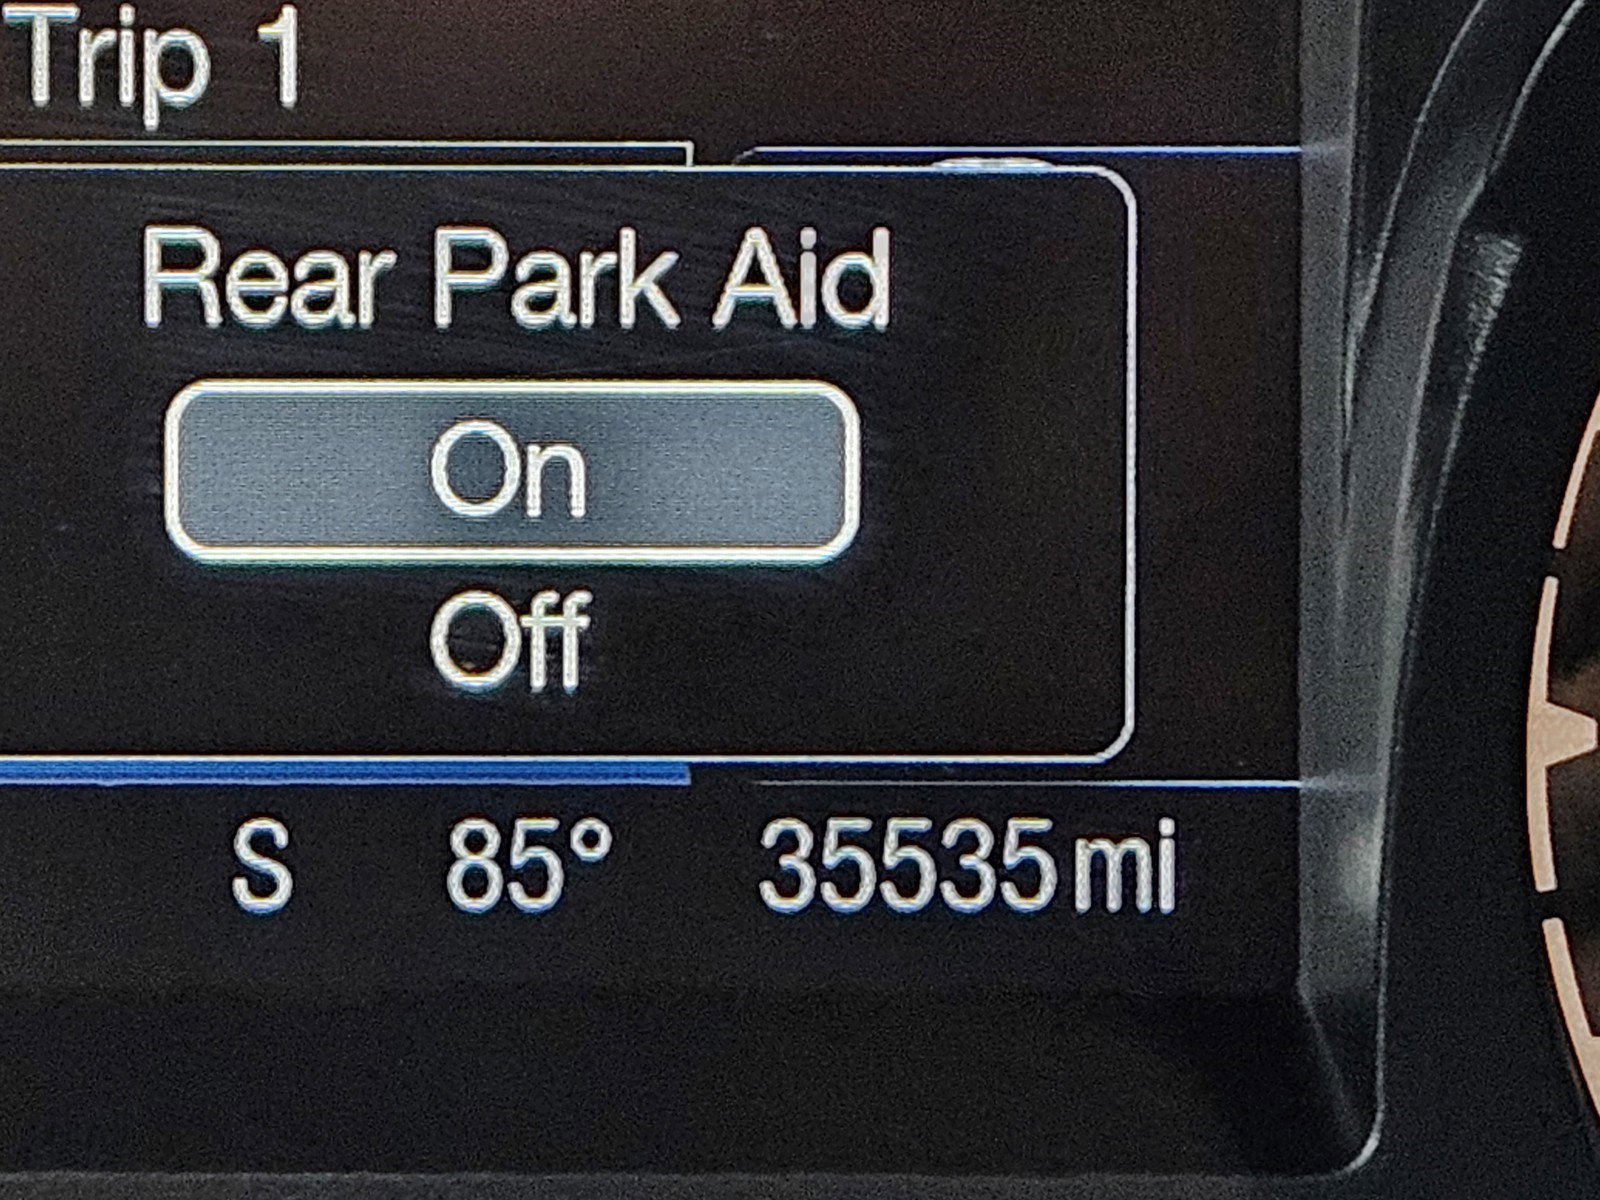 Trip 1
Rear Park Aid
On
Off
S 85° 35535 mi